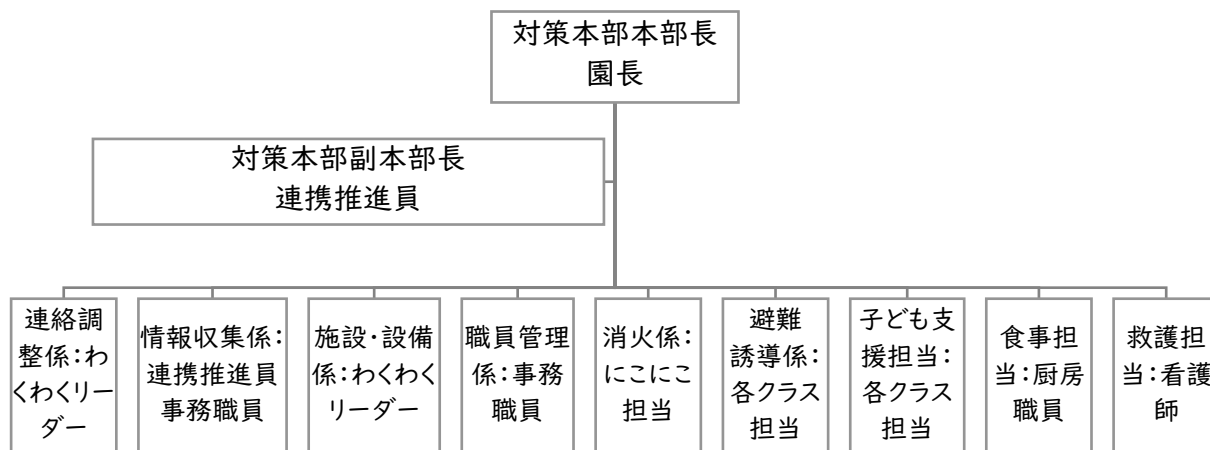 対策本部本部長
園長
対策本部副本部長
連携推進員
連絡調
整係:わ
くわくリー
ダー
情報収集係:
連携推進員
事務職員
施設・設備
係:わくわく
リーダー
職員管理
係:事務
職員
消火係:
にこにこ
担当
避難
誘導係:
各クラス
担当
子ども支
援担当:
各クラス
担当
食事担
当:厨房
職員
救護担
当:看護
師